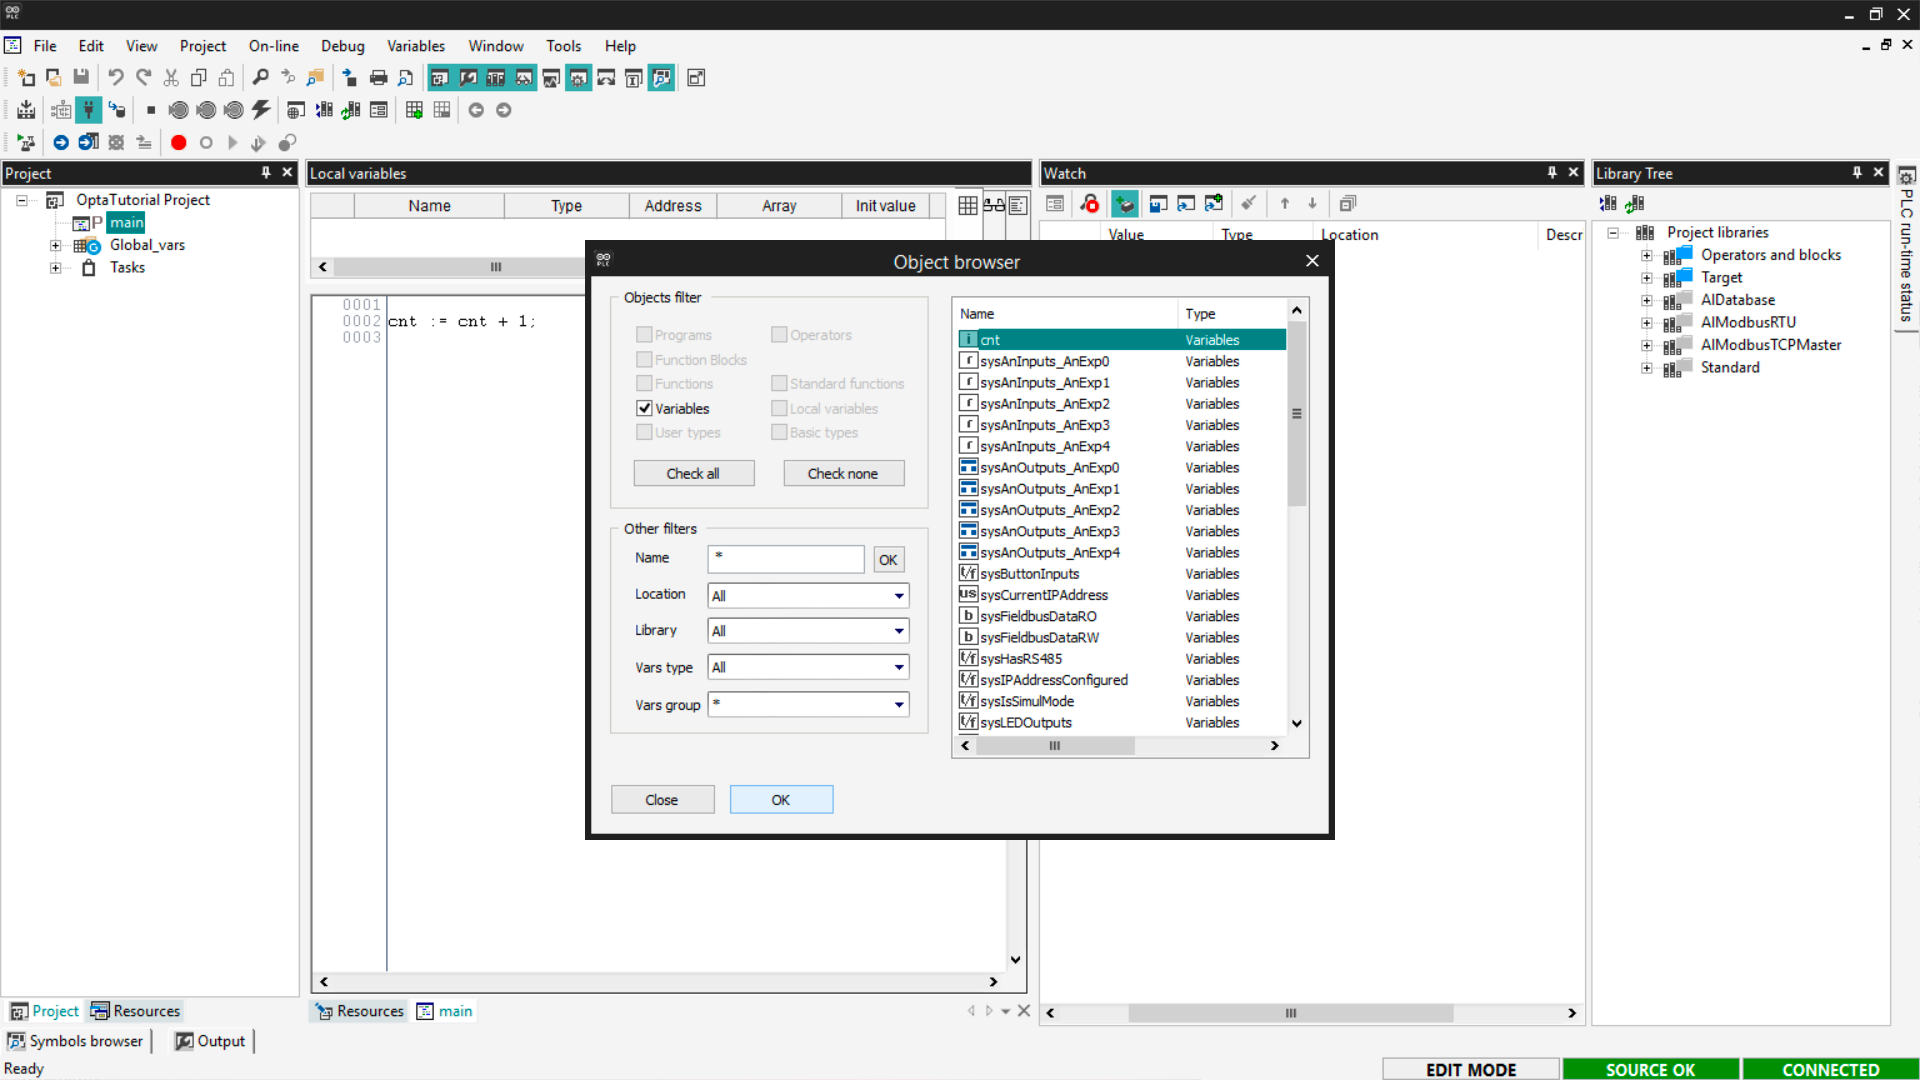 PLC
File Edit View Project On-line Debug Variables Window Tools Help
Project
OptaTutorial Project
main
Global_vars
Tasks
Local variables
Name Type Address Array Init value
0001
0002 cnt := cnt + 1;
0003
Watch
Value Type Location Descr
Library Tree
Project libraries
Operators and blocks
Target
AIDatabase
AIModbusRTU
AIModbusTCPMaster
Standard
PLC run-time status
PLC
Object browser
Objects filter
Programs Operators
Function Blocks
Functions Standard functions
Variables Local variables
User types Basic types
Check all Check none
Other filters
Name * OK
Location All
Library All
Vars type All
Vars group *
Close OK
Name Type
i cnt Variables
r sysAnInputs_AnExp0 Variables
r sysAnInputs_AnExp1 Variables
r sysAnInputs_AnExp2 Variables
r sysAnInputs_AnExp3 Variables
r sysAnInputs_AnExp4 Variables
sysAnOutputs_AnExp0 Variables
sysAnOutputs_AnExp1 Variables
sysAnOutputs_AnExp2 Variables
sysAnOutputs_AnExp3 Variables
sysAnOutputs_AnExp4 Variables
t/f sysButtonInputs Variables
us sysCurrentIPAddress Variables
b sysFieldbusDataRO Variables
b sysFieldbusDataRW Variables
t/f sysHasRS485 Variables
t/f sysIPAddressConfigured Variables
t/f sysIsSimulMode Variables
t/f sysLEDOutputs Variables
Project Resources
Resources main
Symbols browser Output
Ready
EDIT MODE SOURCE OK CONNECTED